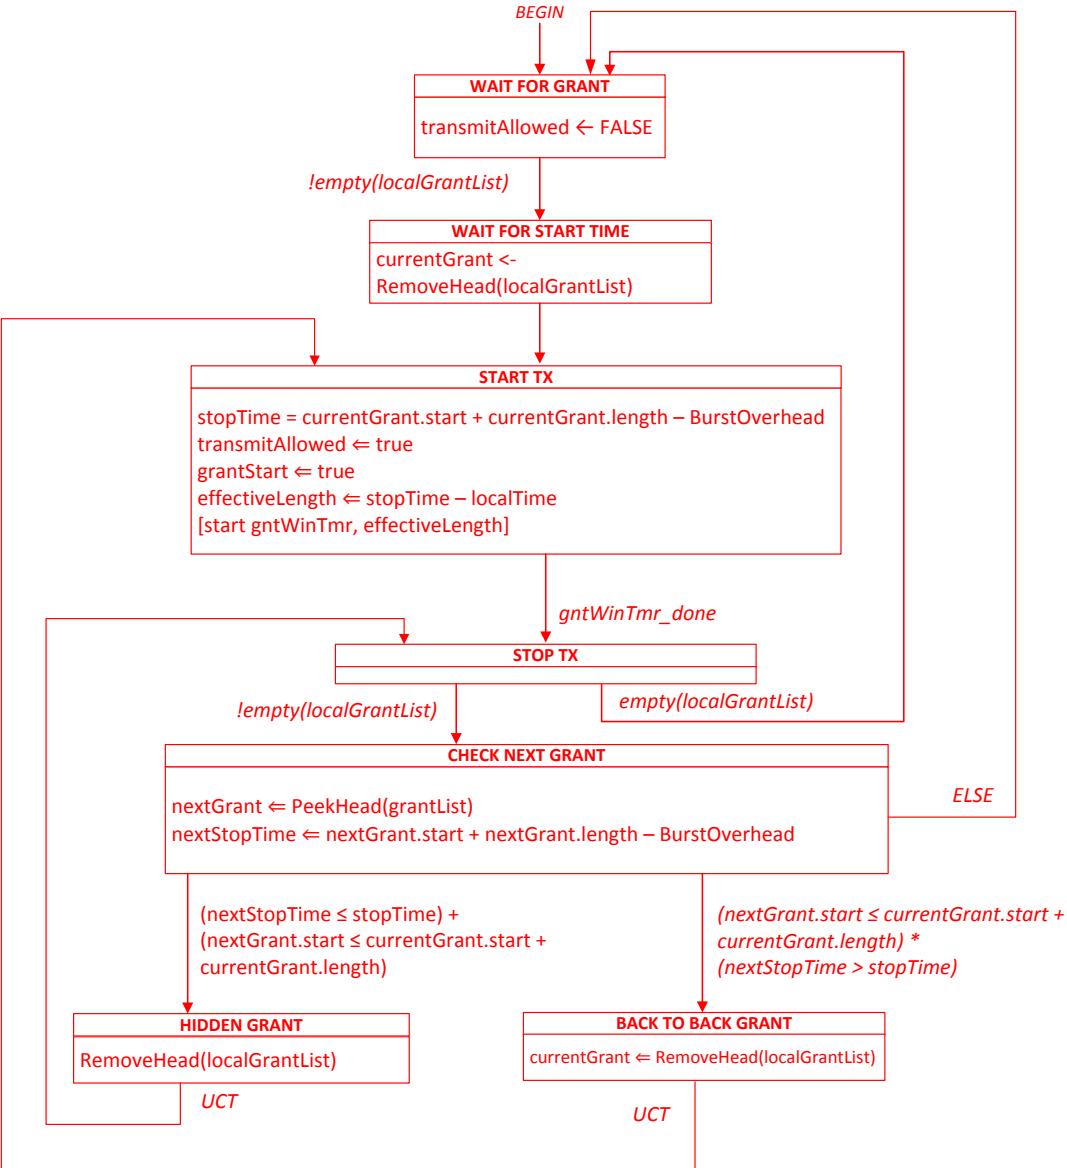 BEGIN
WAIT FOR GRANT
transmitAllowed ← FALSE
!empty(localGrantList)
WAIT FOR START TIME
currentGrant <-
RemoveHead(localGrantList)
START TX
stopTime = currentGrant.start + currentGrant.length – BurstOverhead
transmitAllowed ⇐ true
grantStart ⇐ true
effectiveLength ⇐ stopTime – localTime
[start gntWinTmr, effectiveLength]
gntWinTmr_done
STOP TX
!empty(localGrantList)
empty(localGrantList)
CHECK NEXT GRANT
nextGrant ⇐ PeekHead(grantList)
nextStopTime ⇐ nextGrant.start + nextGrant.length – BurstOverhead
ELSE
(nextStopTime ≤ stopTime) +
(nextGrant.start ≤ currentGrant.start +
currentGrant.length)
(nextGrant.start ≤ currentGrant.start +
currentGrant.length) *
(nextStopTime > stopTime)
HIDDEN GRANT
RemoveHead(localGrantList)
UCT
BACK TO BACK GRANT
currentGrant ⇐ RemoveHead(localGrantList)
UCT